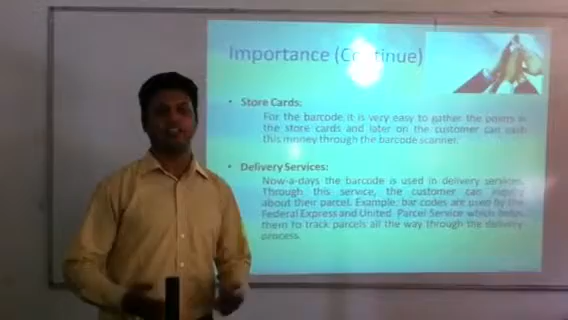 Importance (Continue)
• Store Cards:
For the barcode it is very easy to gather the points in
the store cards and later on the customer can cash
this money through the barcode scanner.
• Delivery Services:
Now-a-days the barcode is used in delivery services.
Through this service, the customer can inquiry
about their parcel. Example, bar codes are used by the
Federal Express and United Parcel Service which helps
them to track parcels all the way through the delivery
process.